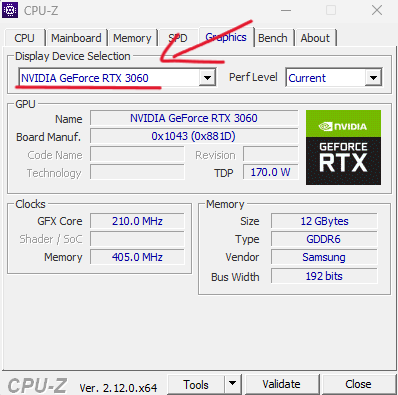 CPU-Z
CPU Mainboard Memory SPD Graphics Bench About
Display Device Selection
NVIDIA GeForce RTX 3060 Perf Level Current
GPU
Name NVIDIA GeForce RTX 3060
Board Manuf. 0x1043 (0x881D)
Code Name Revision
Technology TDP 170.0 W
NVIDIA
GEFORCE
RTX
Clocks
GFX Core 210.0 MHz
Shader / SoC
Memory 405.0 MHz
Memory
Size 12 GBytes
Type GDDR6
Vendor Samsung
Bus Width 192 bits
CPU-Z Ver. 2.12.0.x64 Tools Validate Close